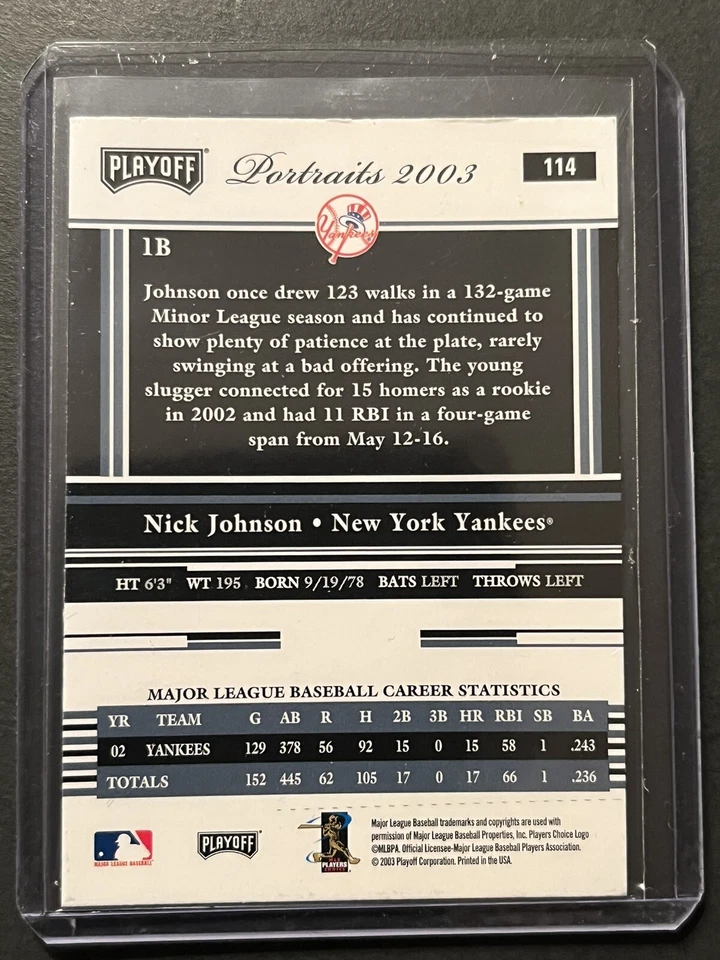 PLAYOFF® Portraits 2003 114
Yankees
1B
Johnson once drew 123 walks in a 132-game
Minor League season and has continued to
show plenty of patience at the plate, rarely
swinging at a bad offering. The young
slugger connected for 15 homers as a rookie
in 2002 and had 11 RBI in a four-game
span from May 12-16.
Nick Johnson • New York Yankees®
HT 6'3" WT 195 BORN 9/19/78 BATS LEFT THROWS LEFT
MAJOR LEAGUE BASEBALL CAREER STATISTICS
YR TEAM G AB R H 2B 3B HR RBI SB BA
02 YANKEES 129 378 56 92 15 0 15 58 1 .243
TOTALS 152 445 62 105 17 0 17 66 1 .236
Major League Baseball trademarks and copyrights are used with
permission of Major League Baseball Properties, Inc. Players Choice Logo
©MLBPA, Official Licensee-Major League Baseball Players Association.
© 2003 Playoff Corporation. Printed in the USA.
MAJOR LEAGUE BASEBALL
PLAYOFF
MLB
PLAYERS
CHOICE